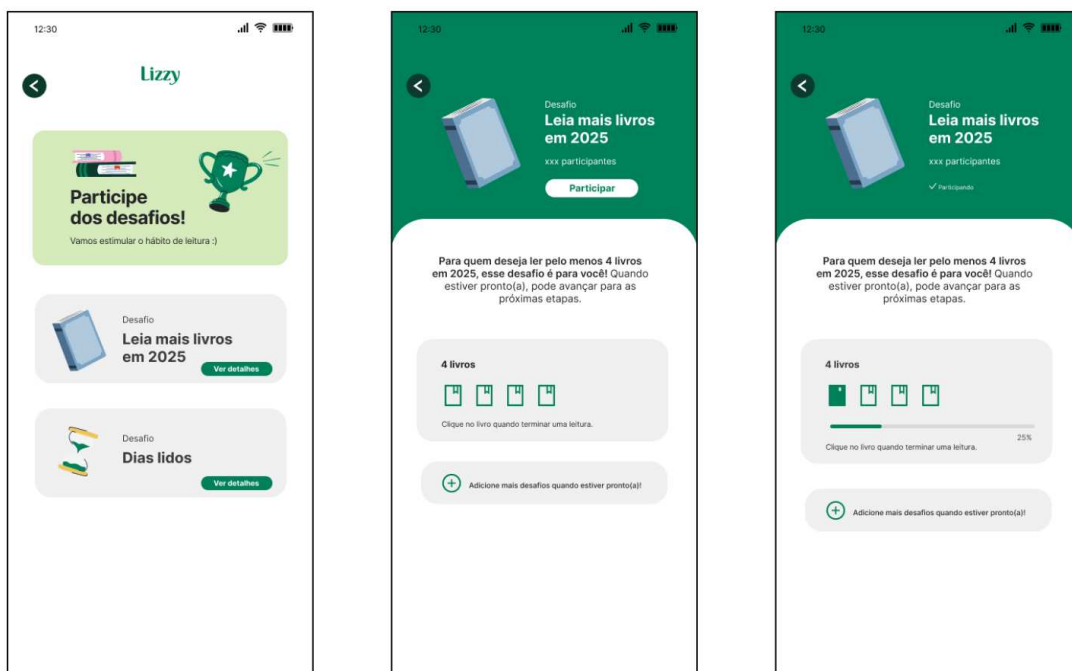 12:30
Lizzy
Participe
dos desafios!
Vamos estimular o hábito de leitura :)
Desafio
Leia mais livros
em 2025
Ver detalhes
Desafio
Dias lidos
Ver detalhes
12:30
Desafio
Leia mais livros
em 2025
xxx participantes
Participar
Para quem deseja ler pelo menos 4 livros
em 2025, esse desafio é para você! Quando
estiver pronto(a), pode avançar para as
próximas etapas.
4 livros
Clique no livro quando terminar uma leitura.
Adicione mais desafios quando estiver pronto(a)!
12:30
Desafio
Leia mais livros
em 2025
xxx participantes
Participando
Para quem deseja ler pelo menos 4 livros
em 2025, esse desafio é para você! Quando
estiver pronto(a), pode avançar para as
próximas etapas.
4 livros
25%
Clique no livro quando terminar uma leitura.
Adicione mais desafios quando estiver pronto(a)!